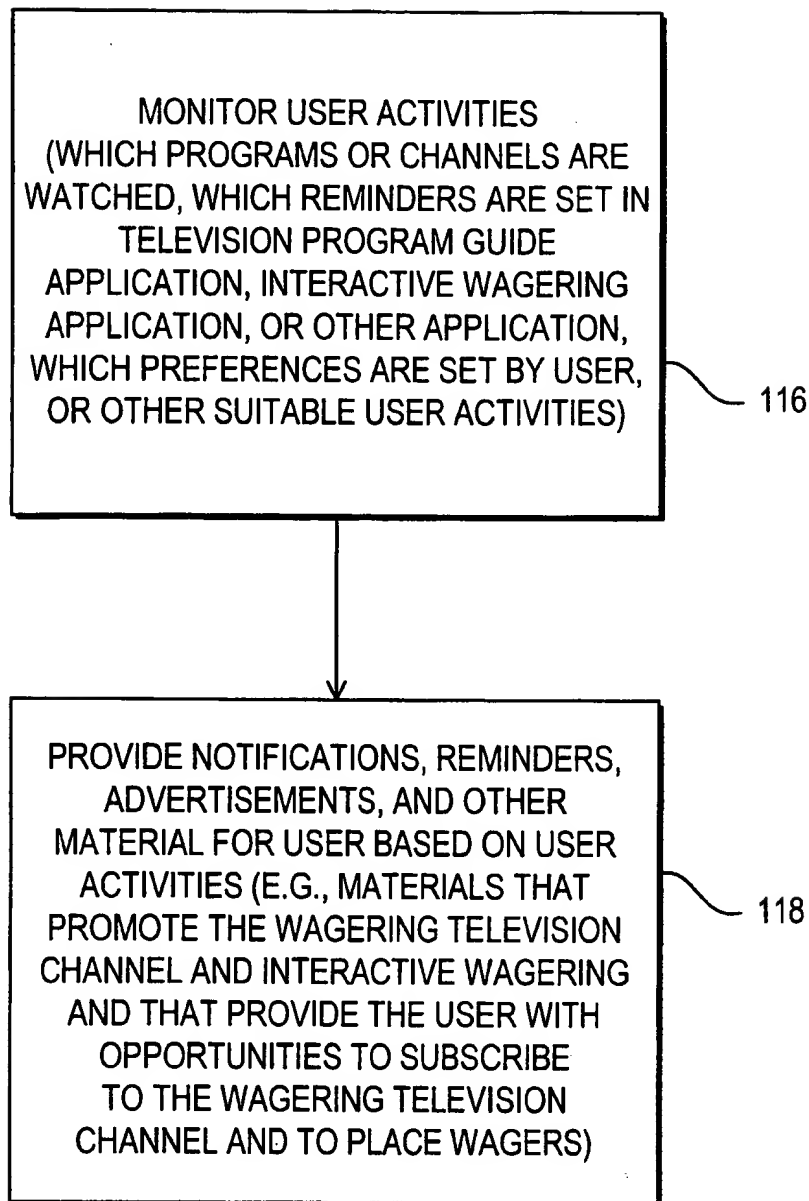 MONITOR USER ACTIVITIES
(WHICH PROGRAMS OR CHANNELS ARE
WATCHED, WHICH REMINDERS ARE SET IN
TELEVISION PROGRAM GUIDE
APPLICATION, INTERACTIVE WAGERING
APPLICATION, OR OTHER APPLICATION,
WHICH PREFERENCES ARE SET BY USER,
OR OTHER SUITABLE USER ACTIVITIES)
116
PROVIDE NOTIFICATIONS, REMINDERS,
ADVERTISEMENTS, AND OTHER
MATERIAL FOR USER BASED ON USER
ACTIVITIES (E.G., MATERIALS THAT
PROMOTE THE WAGERING TELEVISION
CHANNEL AND INTERACTIVE WAGERING
AND THAT PROVIDE THE USER WITH
OPPORTUNITIES TO SUBSCRIBE
TO THE WAGERING TELEVISION
CHANNEL AND TO PLACE WAGERS)
118